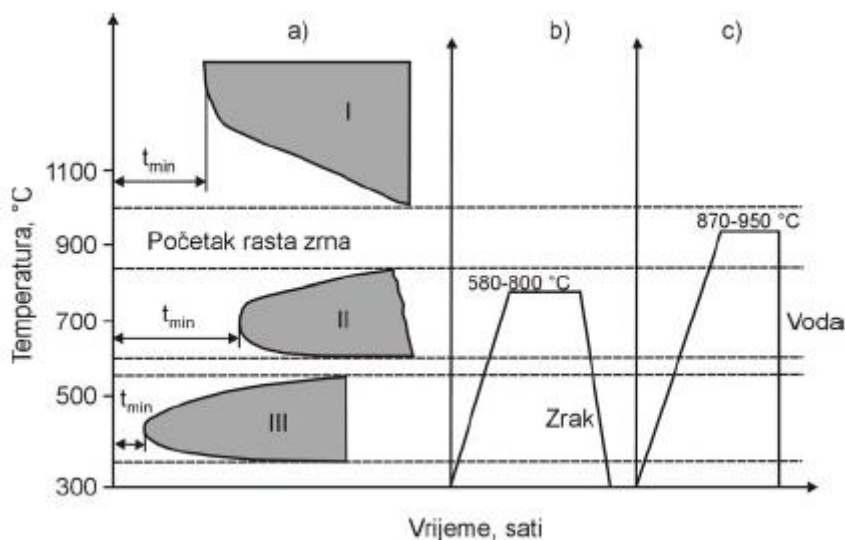 a)
b)
c)
I
t_min
1100
870-950 °C
Početak rasta zrna
900
580-800 °C
t_min
II
700
Voda
500
t_min
III
Zrak
300
Temperatura, °C
Vrijeme, sati